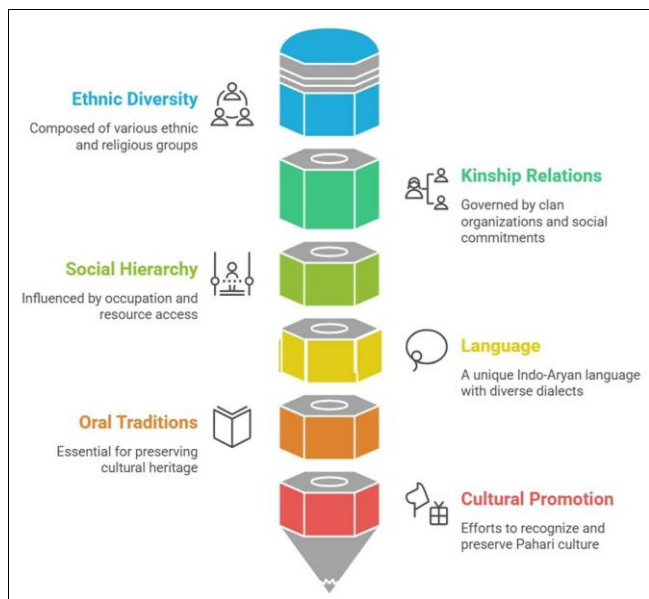 Ethnic Diversity
Composed of various ethnic
and religious groups
Kinship Relations
Governed by clan
organizations and social
commitments
Social Hierarchy
Influenced by occupation and
resource access
Language
A unique Indo-Aryan language
with diverse dialects
Oral Traditions
Essential for preserving
cultural heritage
Cultural Promotion
Efforts to recognize and
preserve Pahari culture